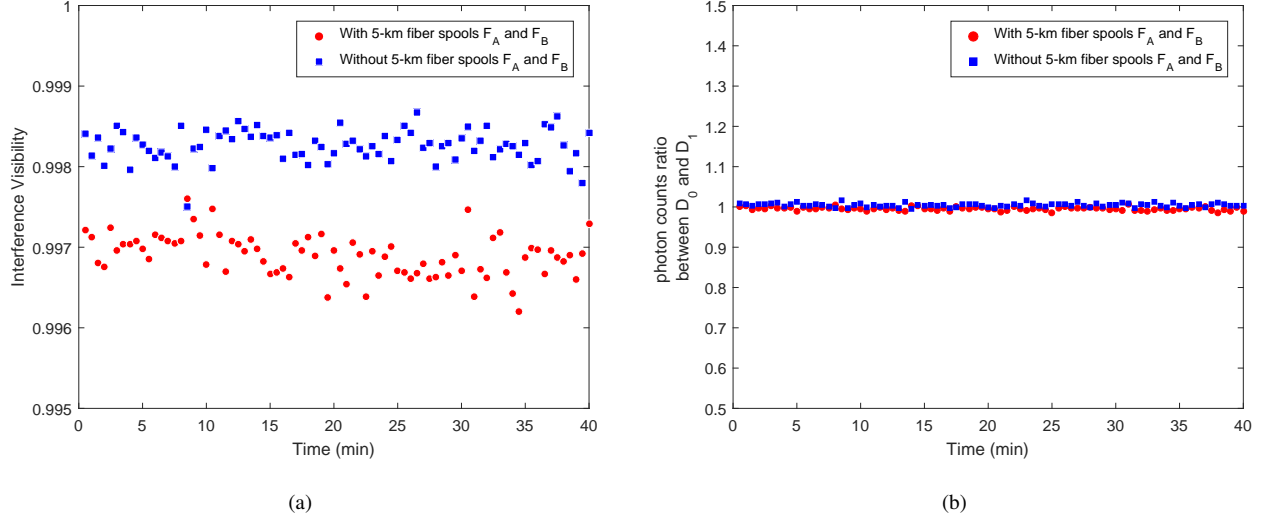 1
0.999
0.998
0.997
0.996
0.995
Interference Visibility
With 5-km fiber spools F_A and F_B
Without 5-km fiber spools F_A and F_B
0 5 10 15 20 25 30 35 40
Time (min)
(a)
1.5
1.4
1.3
1.2
1.1
1
0.9
0.8
0.7
0.6
0.5
photon counts ratio
between D_0 and D_1
With 5-km fiber spools F_A and F_B
Without 5-km fiber spools F_A and F_B
0 5 10 15 20 25 30 35 40
Time (min)
(b)